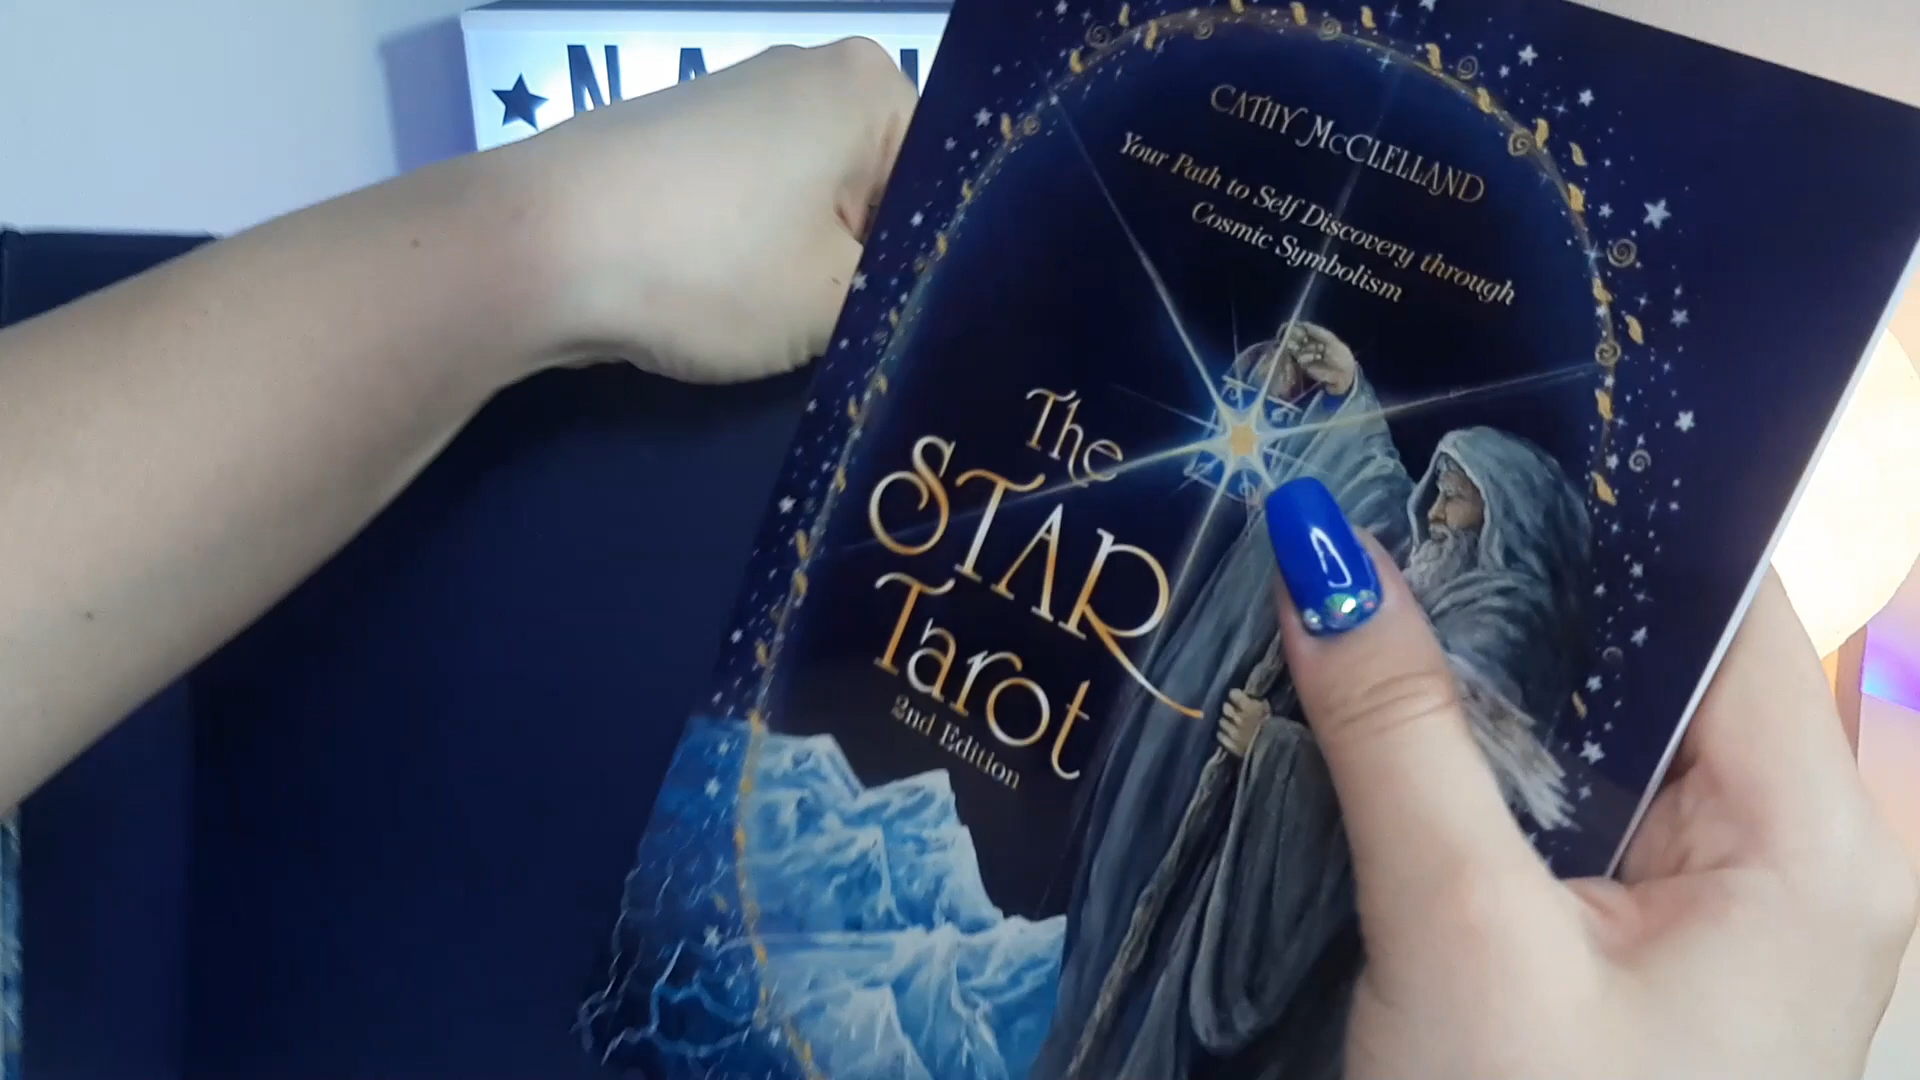 CATHY McCLELLAND
Your Path to Self Discovery through
Cosmic Symbolism
The
STAR
Tarot
2nd Edition